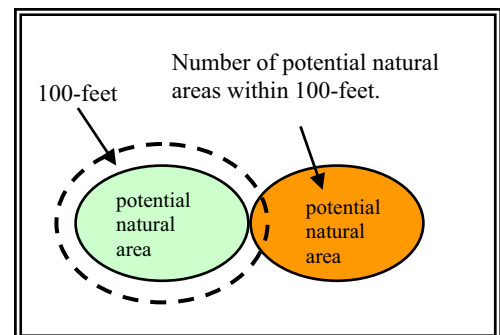 Number of potential natural
areas within 100-feet.
100-feet
potential
natural
area
potential
natural
area